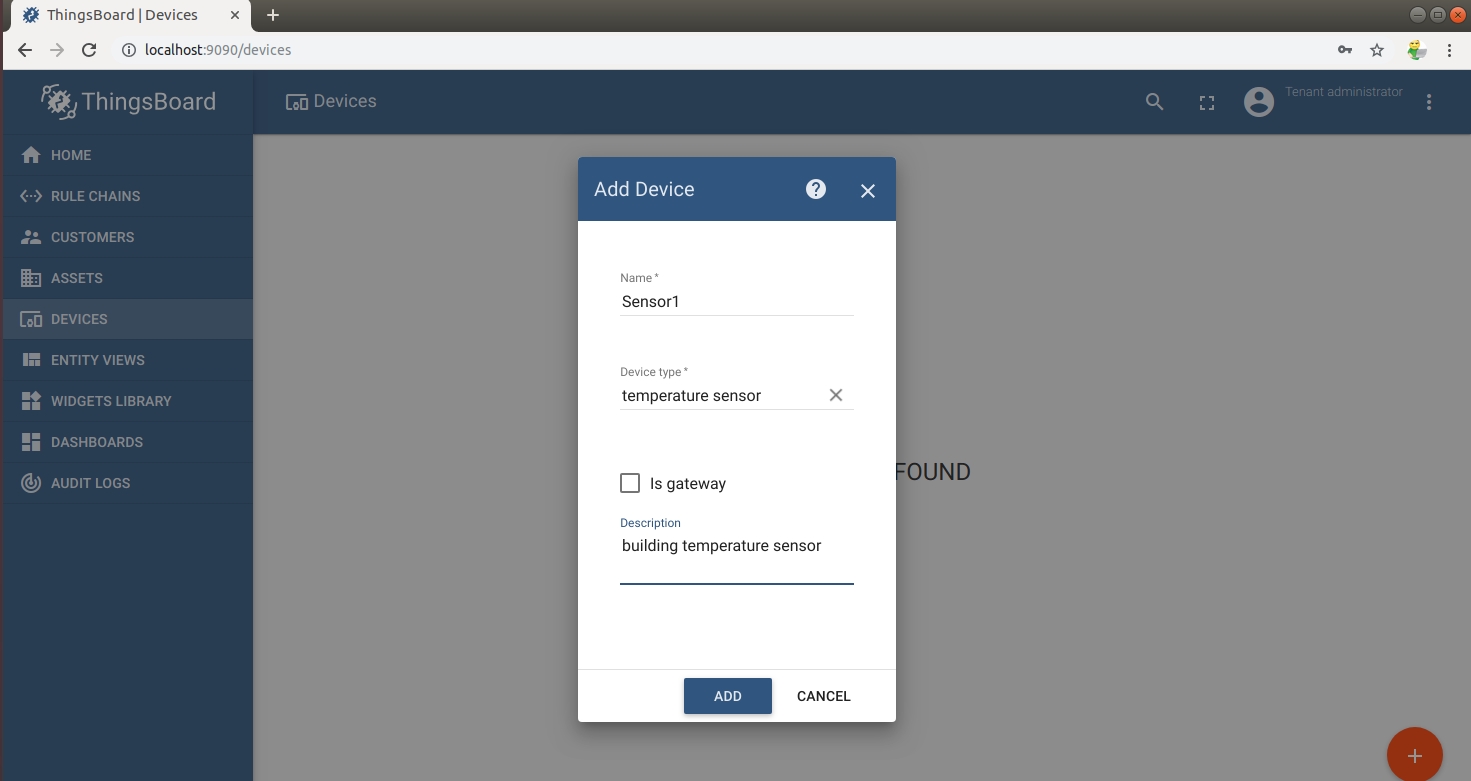 ThingsBoard | Devices
localhost:9090/devices
ThingsBoard
Devices
Tenant administrator
HOME
RULE CHAINS
CUSTOMERS
ASSETS
DEVICES
ENTITY VIEWS
WIDGETS LIBRARY
DASHBOARDS
AUDIT LOGS
FOUND
Add Device
Name *
Sensor1
Device type *
temperature sensor
Is gateway
Description
building temperature sensor
ADD CANCEL